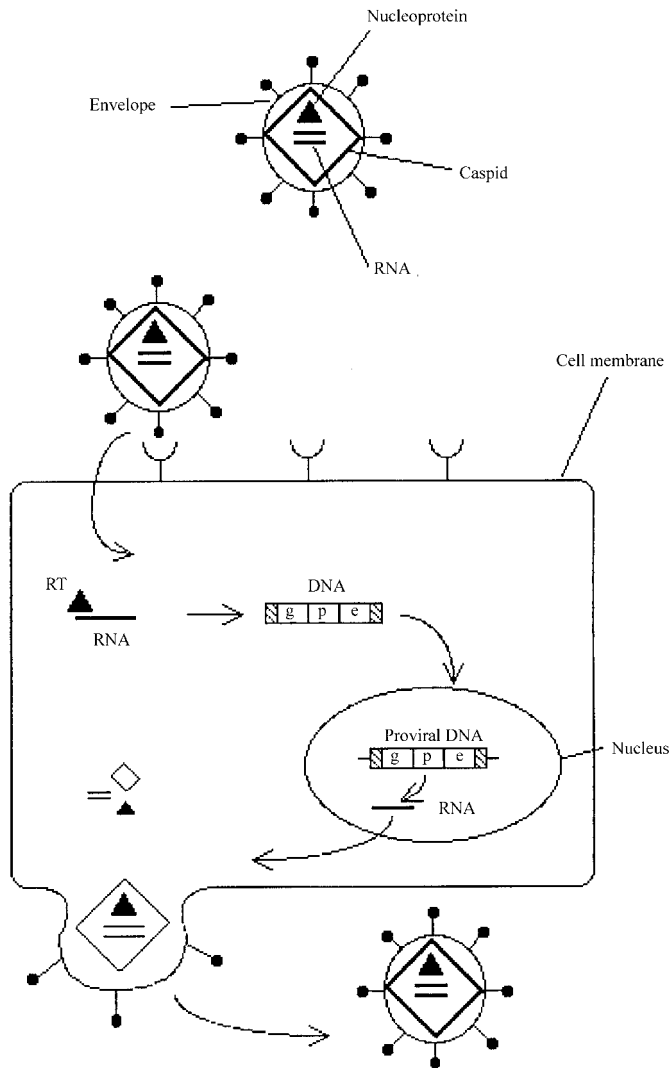 Nucleoprotein
Envelope
Caspid
RNA
Cell membrane
RT
DNA
g p e
RNA
Proviral DNA
Nucleus
g p e
RNA